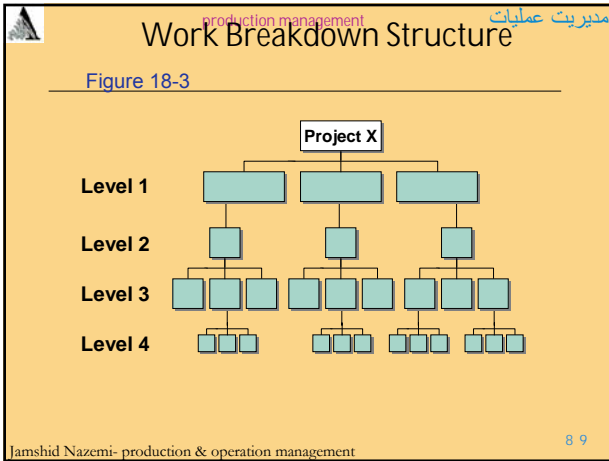 production management
مدیریت عملیات
Work Breakdown Structure
Figure 18-3
Project X
Level 1
Level 2
Level 3
Level 4
Jamshid Nazemi- production & operation management
8 9